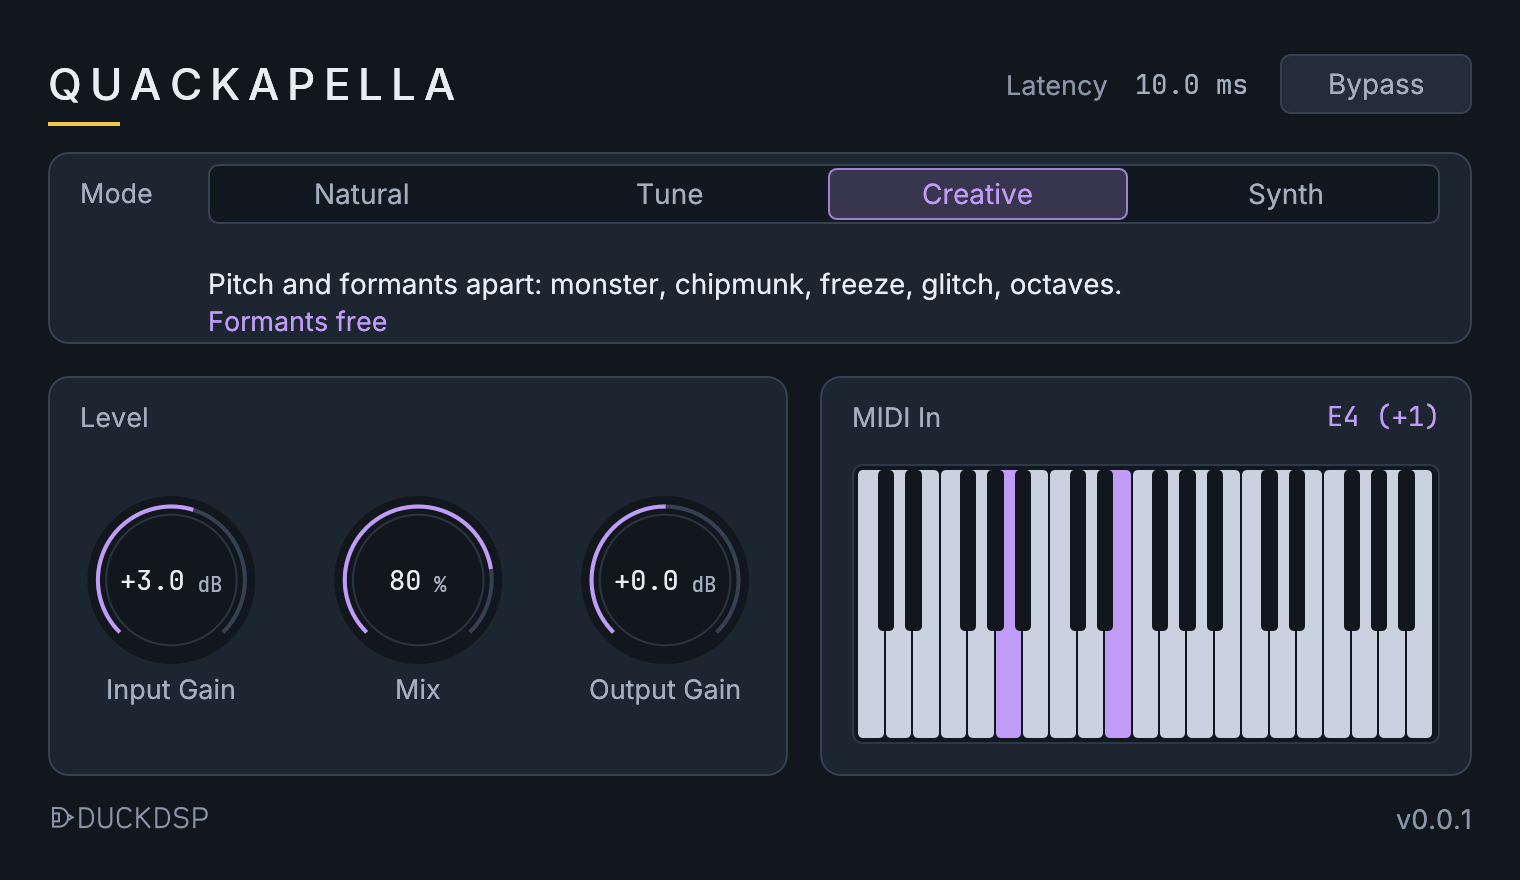 QUACKAPELLA
Latency 10.0 ms Bypass
Mode Natural Tune Creative Synth
Pitch and formants apart: monster, chipmunk, freeze, glitch, octaves.
Formants free
Level
+3.0 dB 80 % +0.0 dB
Input Gain Mix Output Gain
MIDI In E4 (+1)
DUCKDSP
v0.0.1